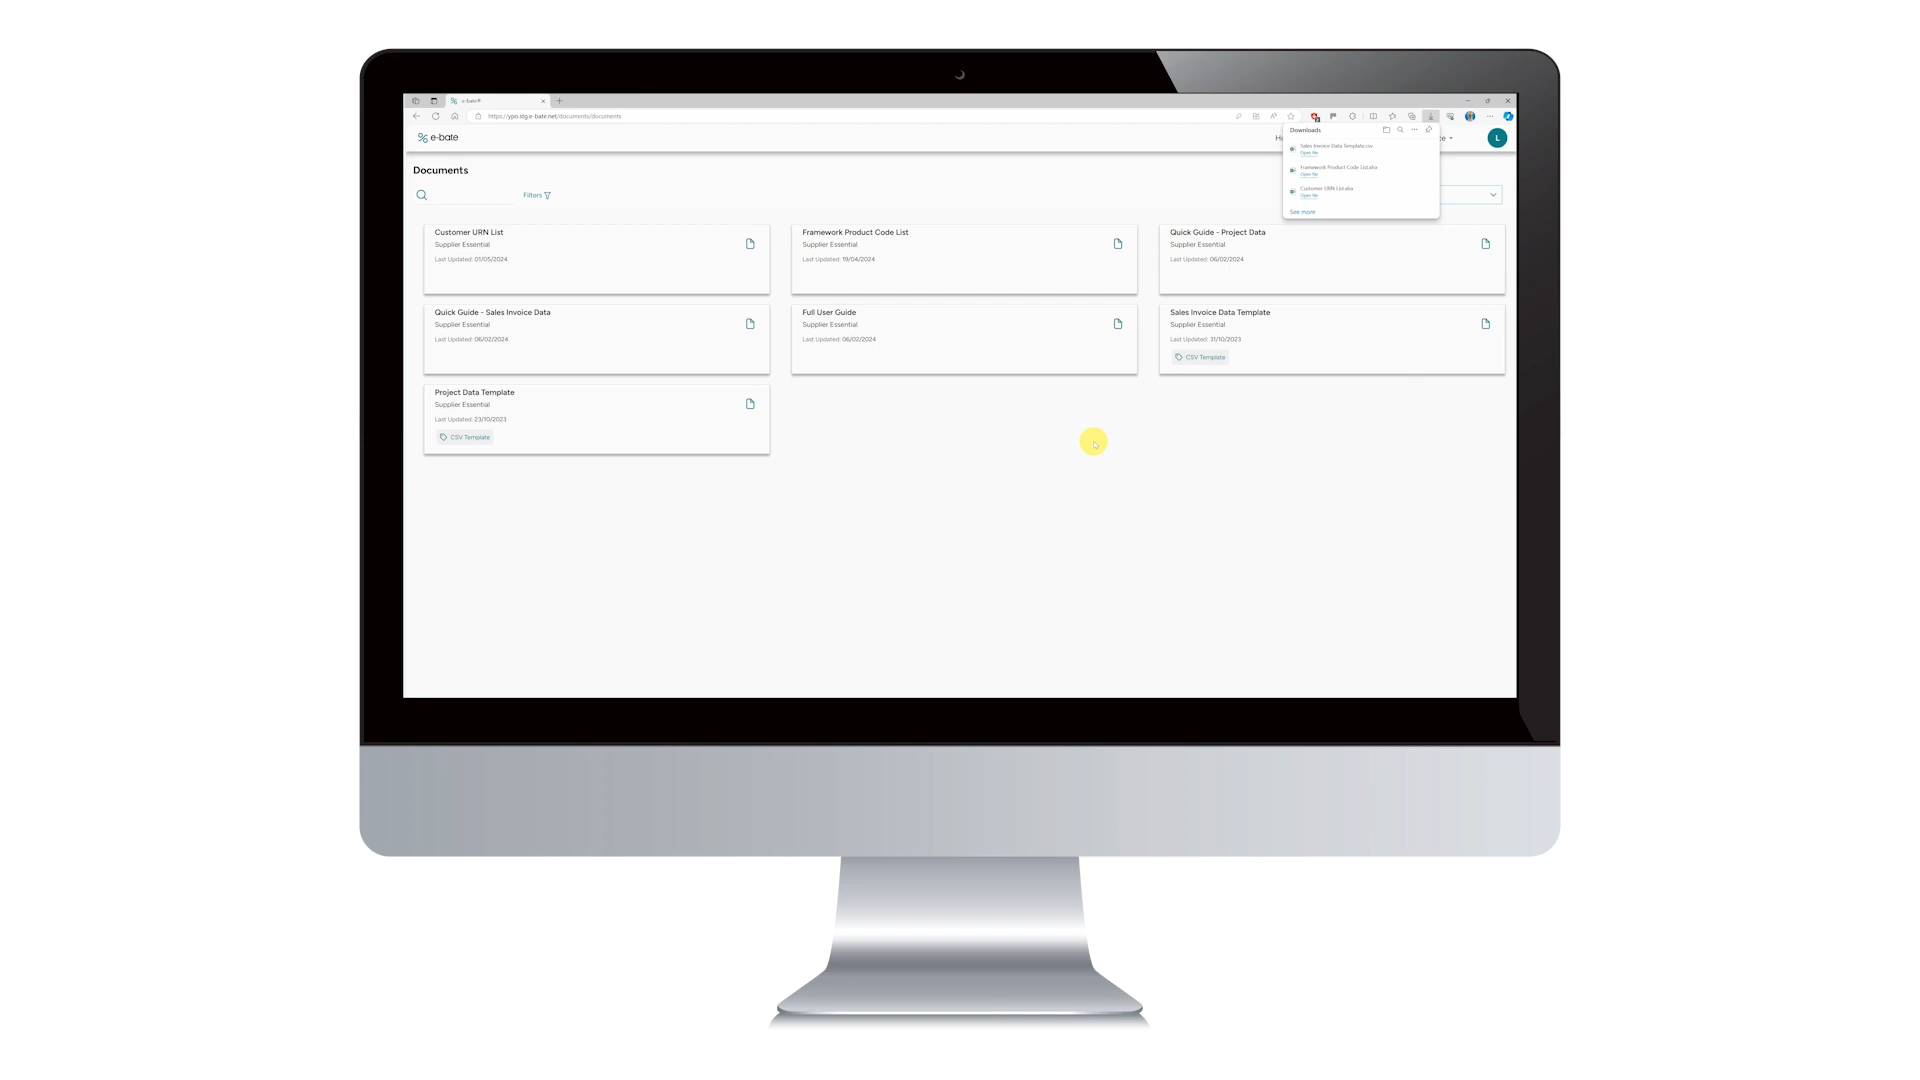 e-bate®
https://ypo.stg.e-bate.net/documents/documents
e-bate
Downloads
Sales Invoice Data Template.csv
Open file
Framework Product Code List.xlsx
Open file
Customer URN List.xlsx
Open file
See more
L
Documents
Filters
Customer URN List
Supplier Essential
Last Updated: 01/05/2024
Framework Product Code List
Supplier Essential
Last Updated: 19/04/2024
Quick Guide - Project Data
Supplier Essential
Last Updated: 06/02/2024
Quick Guide - Sales Invoice Data
Supplier Essential
Last Updated: 06/02/2024
Full User Guide
Supplier Essential
Last Updated: 06/02/2024
Sales Invoice Data Template
Supplier Essential
Last Updated: 31/10/2023
CSV Template
Project Data Template
Supplier Essential
Last Updated: 23/10/2023
CSV Template